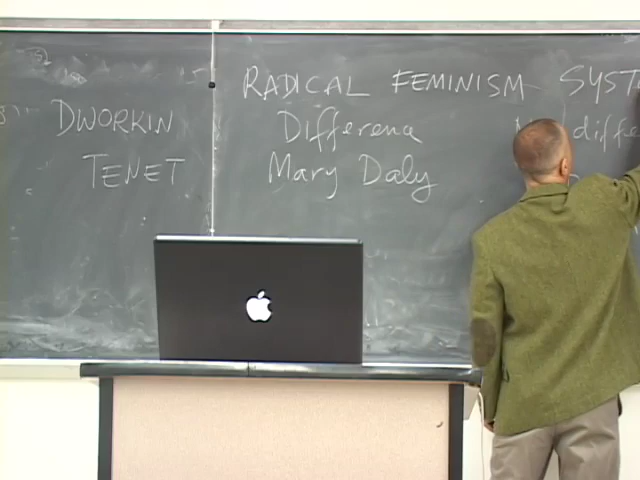 DWORKIN
TENET
RADICAL FEMINISM SYST
Differena
Mary Daly
diffe